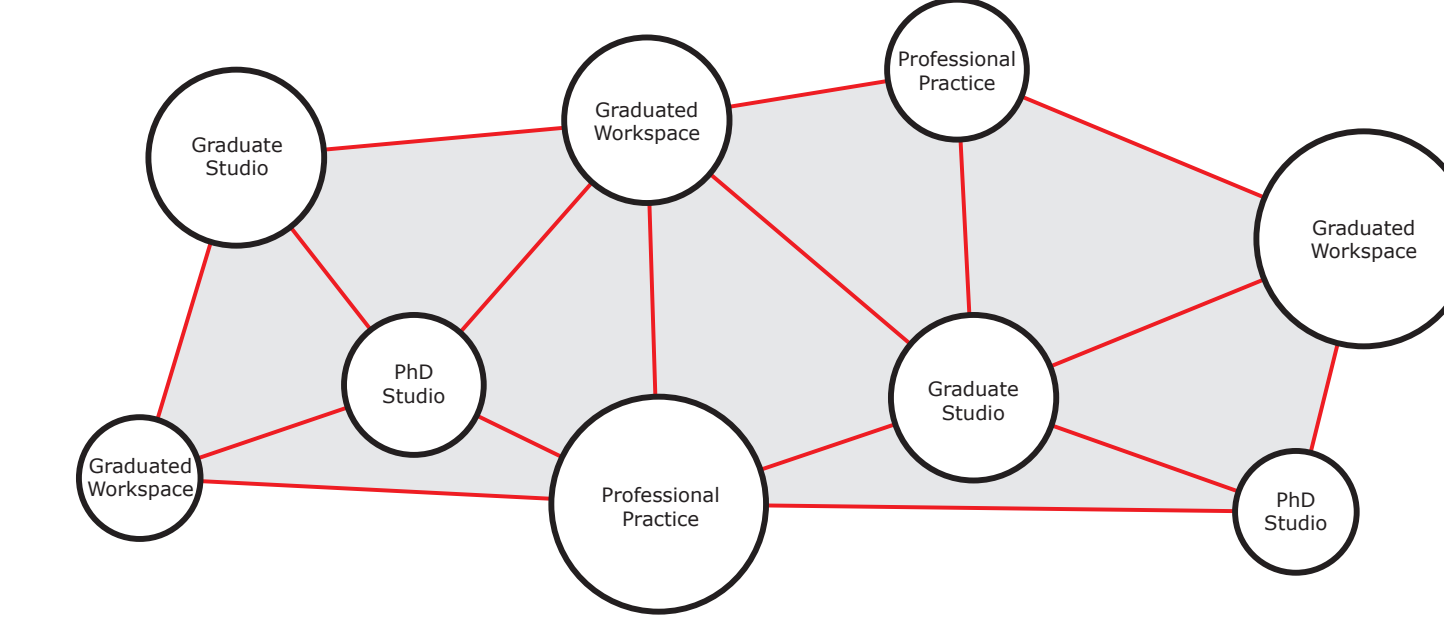 Professional
Practice
Graduated
Workspace
Graduate
Studio
Graduated
Workspace
PhD
Studio
Graduate
Studio
Graduated
Workspace
Professional
Practice
PhD
Studio